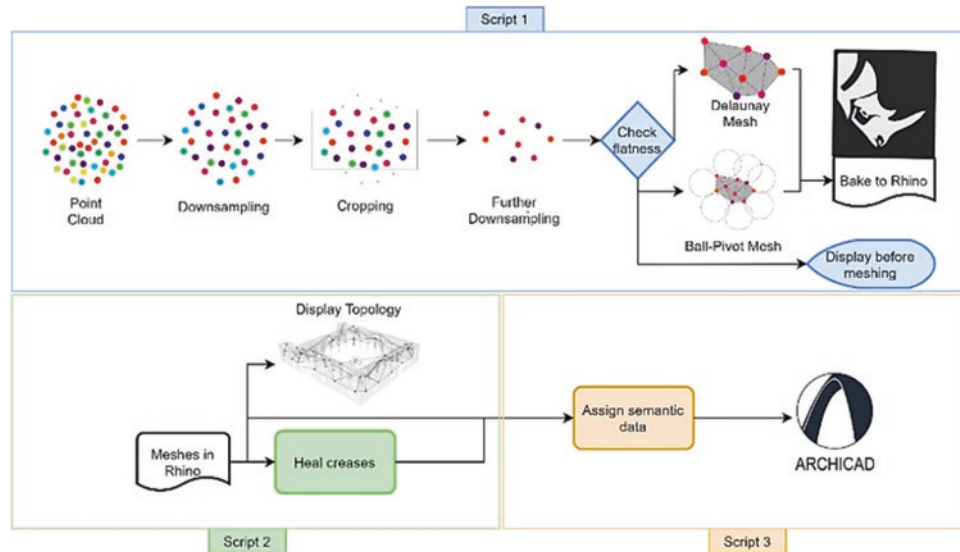 Script 1
Point
Cloud
Downsampling
Cropping
Further
Downsampling
Check
flatness
Delaunay
Mesh
Ball-Pivot Mesh
Bake to Rhino
Display before
meshing
Display Topology
Meshes in
Rhino
Heal creases
Assign semantic
data
ARCHICAD
Script 2
Script 3